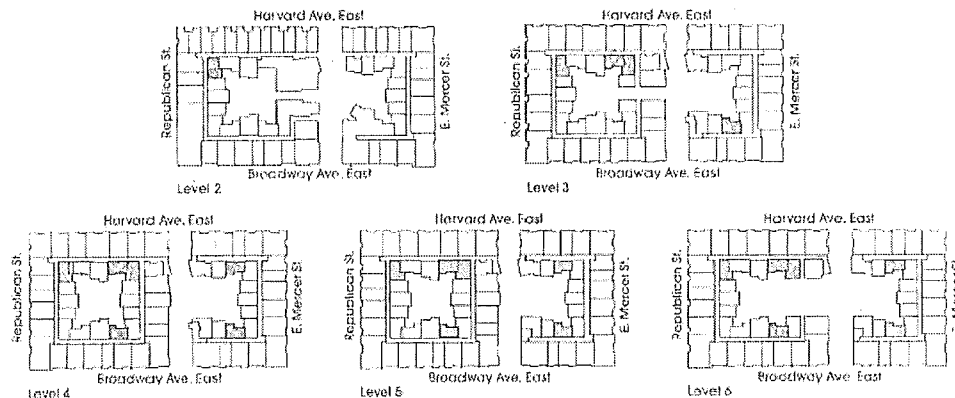 Harvard Ave. East
Republican St.
E. Mercer St.
Broadway Ave. East
Level 2
Harvard Ave. East
Republican St.
E. Mercer St.
Broadway Ave. East
Level 3
Harvard Ave. East
Republican St.
E. Mercer St.
Broadway Ave. East
Level 4
Harvard Ave. East
Republican St.
E. Mercer St.
Broadway Ave. East
Level 5
Harvard Ave. East
Republican St.
E. Mercer St.
Broadway Ave. East
Level 6